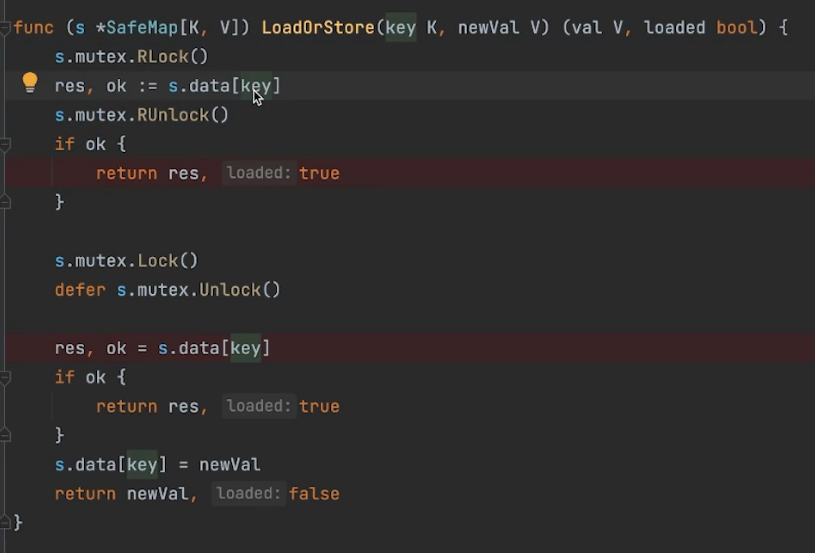 func (s *SafeMap[K, V]) LoadOrStore(key K, newVal V) (val V, loaded bool) {
s.mutex.RLock()
res, ok := s.data[key]
s.mutex.RUnlock()
if ok {
return res, loaded: true
}
s.mutex.Lock()
defer s.mutex.Unlock()
res, ok = s.data[key]
if ok {
return res, loaded: true
}
s.data[key] = newVal
return newVal, loaded: false
}